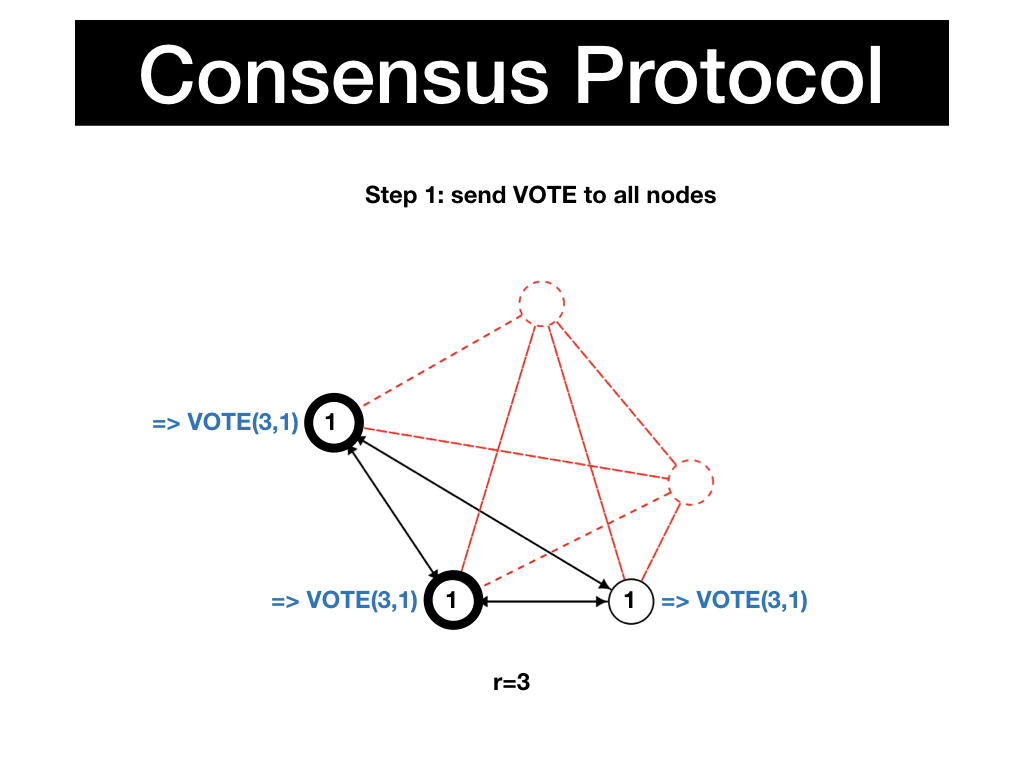 Consensus Protocol
Step 1: send VOTE to all nodes
=> VOTE(3,1) 1
=> VOTE(3,1) 1 1 => VOTE(3,1)
r=3